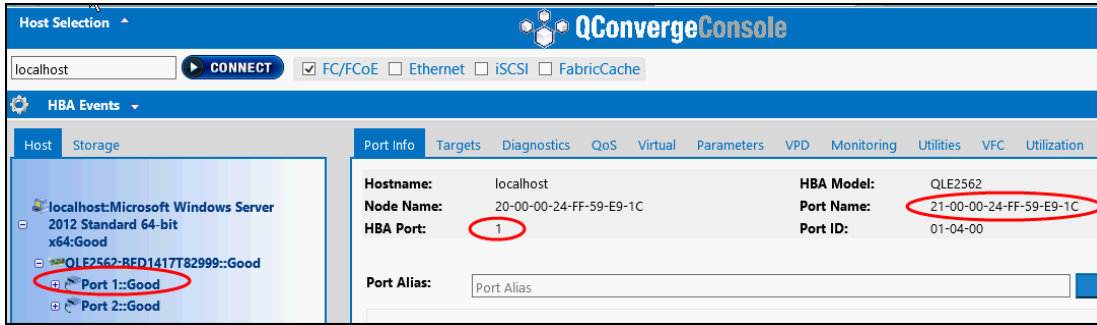 Host Selection
QConvergeConsole
localhost CONNECT FC/FCoE Ethernet iSCSI FabricCache
HBA Events
Host Storage
localhost:Microsoft Windows Server
2012 Standard 64-bit
x64:Good
QLE2562:BFD1417T82999::Good
Port 1::Good
Port 2::Good
Port Info Targets Diagnostics QoS Virtual Parameters VPD Monitoring Utilities VFC Utilization
Hostname: localhost HBA Model: QLE2562
Node Name: 20-00-00-24-FF-59-E9-1C Port Name: 21-00-00-24-FF-59-E9-1C
HBA Port: 1 Port ID: 01-04-00
Port Alias: Port Alias